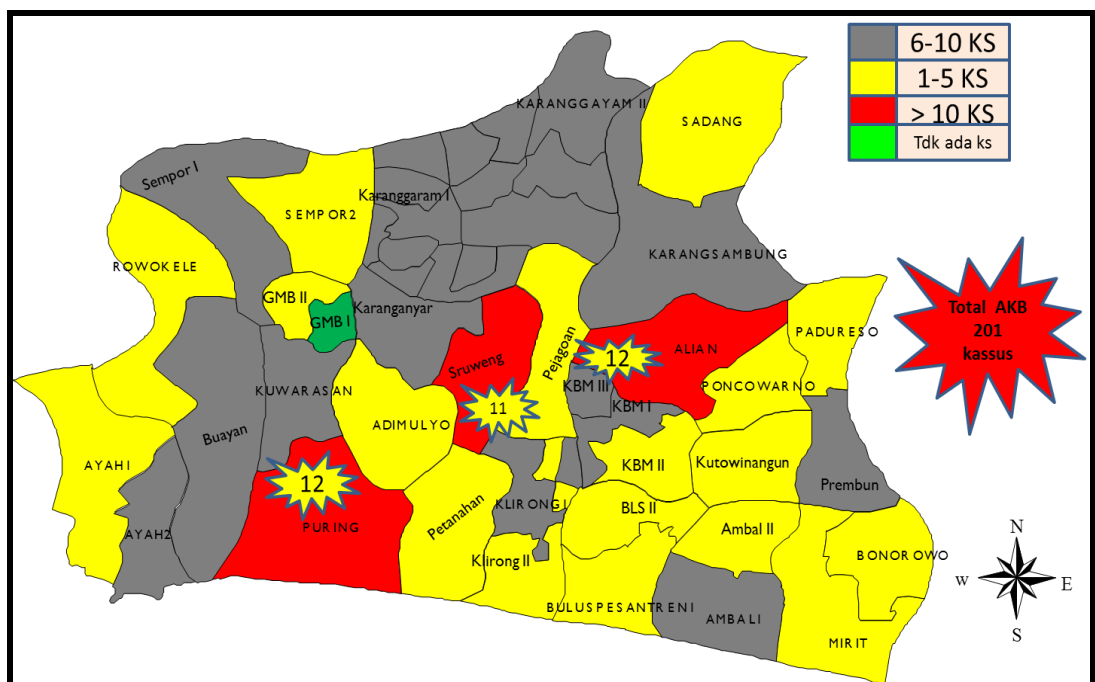 6-10 KS
1-5 KS
> 10 KS
Tdk ada ks
KARANGGAYAM II
SADANG
Sempor I
Karanggaram I
SEMPOR2
ROWOKELE
KARANGSAMBUNG
GMB II
GMB I
Karanganyar
Total AKB
201
kassus
PADURESO
Sruweng
Pejagoan
12
ALIAN
KBM III
KBM I
PONCOWARNO
KUWARASAN
11
ADIMULYO
Buayan
AYAH1
KBM II
Kutowinangun
12
Prembun
PURING
Petanahan
KLIRONG I
BLS II
Ambal II
AYAH2
Klirong II
BONOROWO
BULUSPESANTREN I
AMBAL I
MIRIT
N
W
E
S